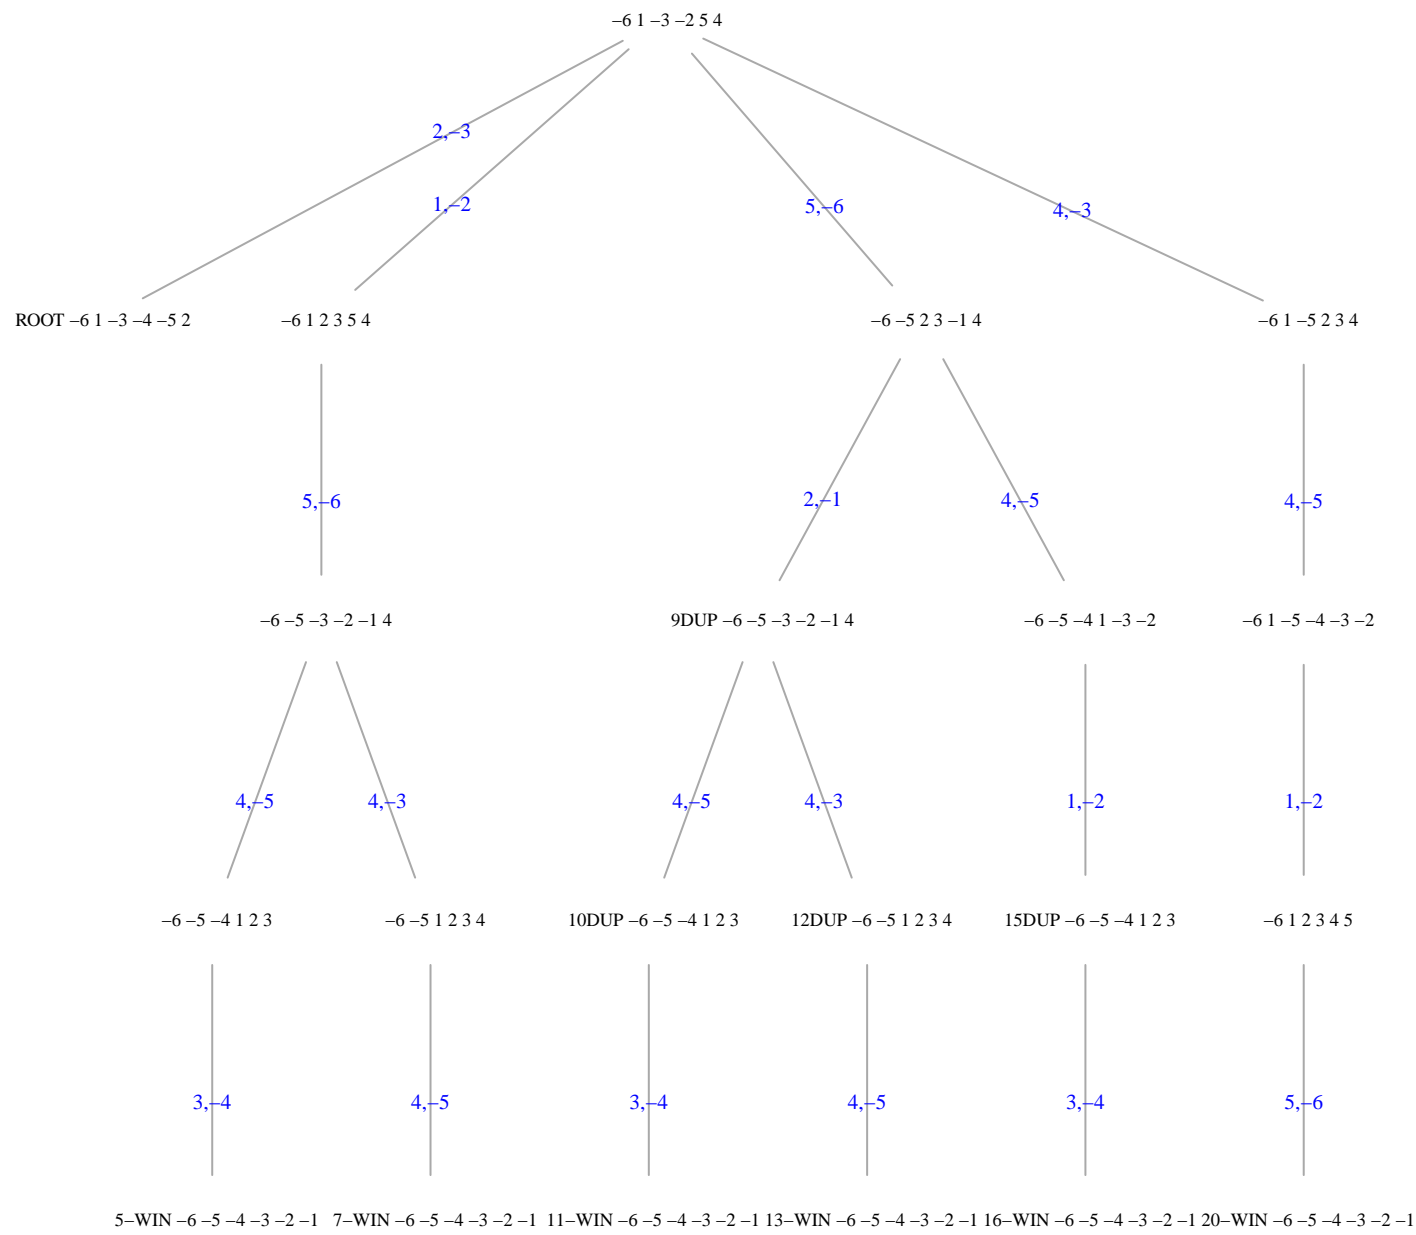 −6 1 −3 −2 5 4
2,−3
1,−2
5,−6
4,−3
ROOT −6 1 −3 −4 −5 2
−6 1 2 3 5 4
−6 −5 2 3 −1 4
−6 1 −5 2 3 4
5,−6
2,−1
4,−5
4,−5
−6 −5 −3 −2 −1 4
9DUP −6 −5 −3 −2 −1 4
−6 −5 −4 1 −3 −2
−6 1 −5 −4 −3 −2
4,−5
4,−3
4,−5
4,−3
1,−2
1,−2
−6 −5 −4 1 2 3
−6 −5 1 2 3 4
10DUP −6 −5 −4 1 2 3
12DUP −6 −5 1 2 3 4
15DUP −6 −5 −4 1 2 3
−6 1 2 3 4 5
3,−4
4,−5
3,−4
4,−5
3,−4
5,−6
5−WIN −6 −5 −4 −3 −2 −1
7−WIN −6 −5 −4 −3 −2 −1
11−WIN −6 −5 −4 −3 −2 −1
13−WIN −6 −5 −4 −3 −2 −1
16−WIN −6 −5 −4 −3 −2 −1
20−WIN −6 −5 −4 −3 −2 −1